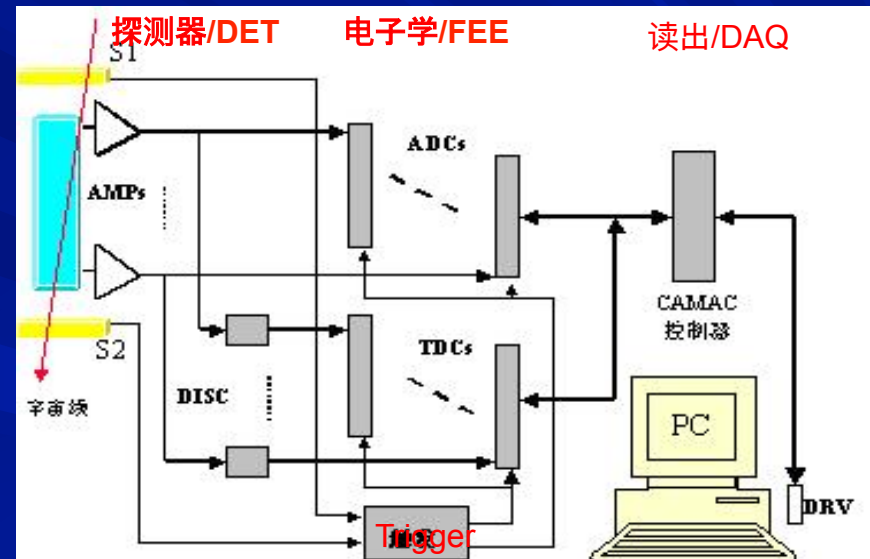 探测器/DET
电子学/FEE
读出/DAQ
S1
ADCs
AMPs
CAMAC
控制器
S2
TDCs
宇宙线
DISC
PC
DRV
Trigger